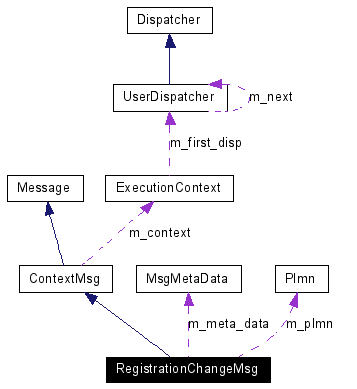 Dispatcher
UserDispatcher
m_next
m_first_disp
Message
ExecutionContext
m_context
ContextMsg
MsgMetaData
Plmn
m_meta_data
m_plmn
RegistrationChangeMsg